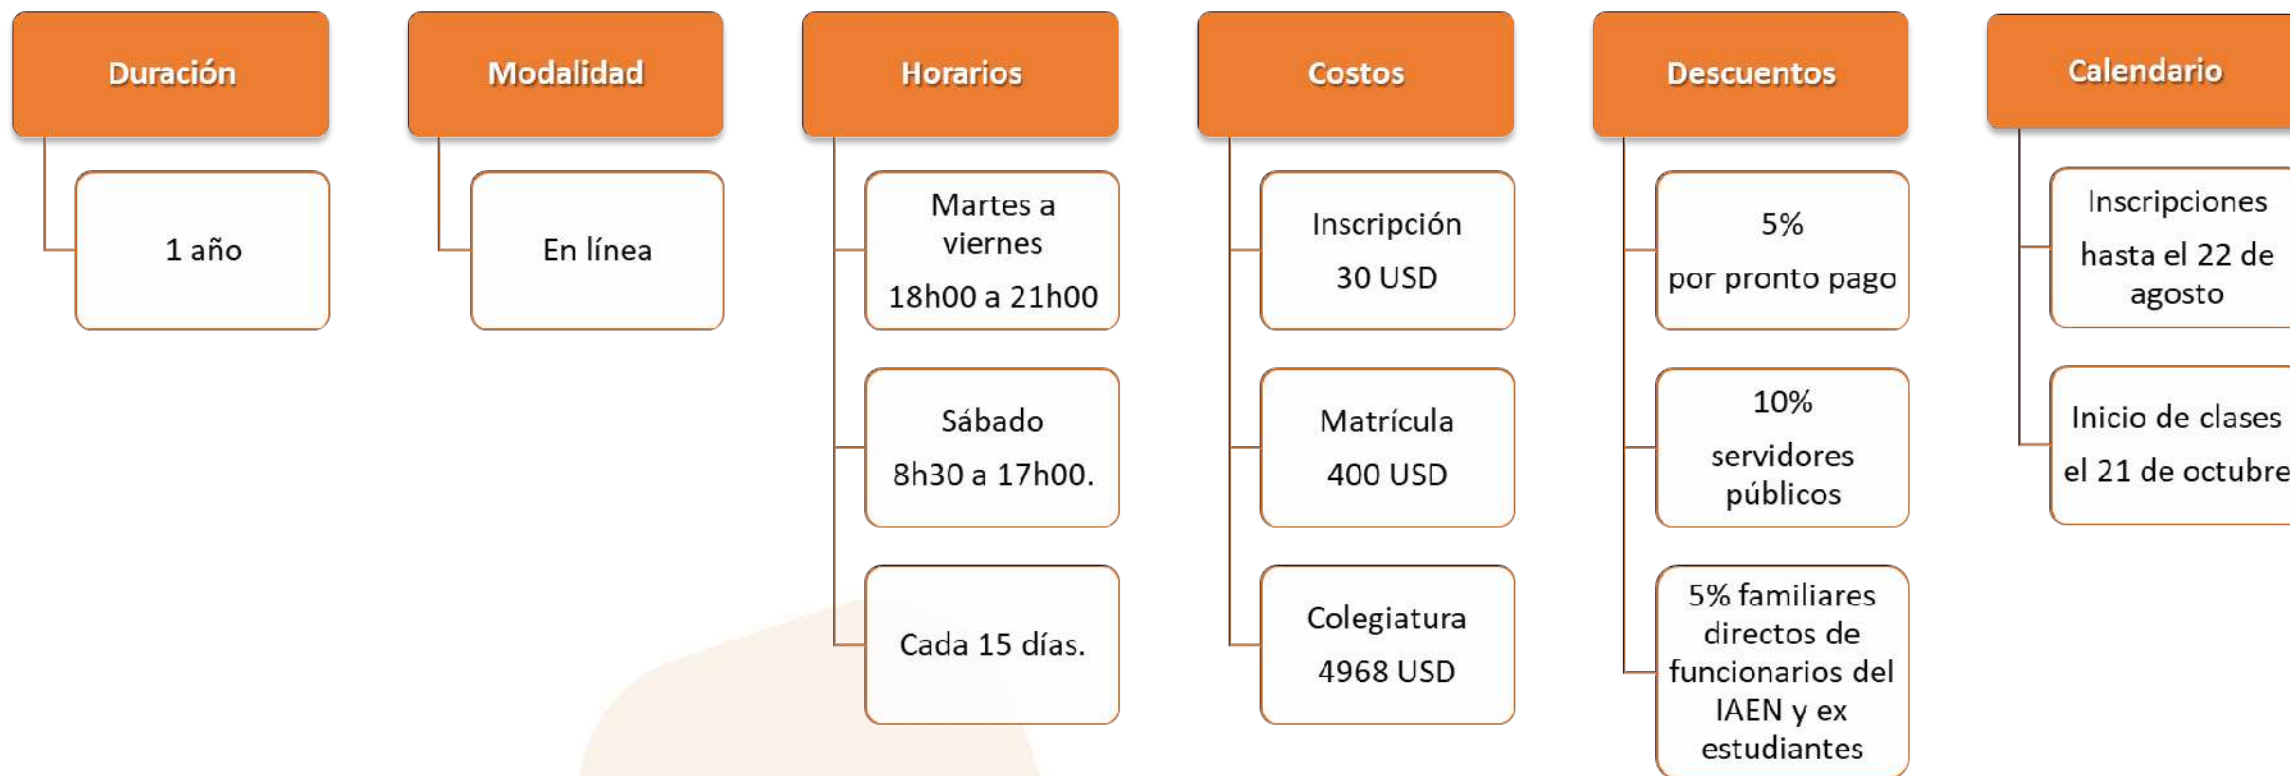 Duración
1 año
Modalidad
En línea
Horarios
Martes a
viernes
18h00 a 21h00
Sábado
8h30 a 17h00.
Cada 15 días.
Costos
Inscripción
30 USD
Matrícula
400 USD
Colegiatura
4968 USD
Descuentos
5%
por pronto pago
10%
servidores
públicos
5% familiares
directos de
funcionarios del
IAEN y ex
estudiantes
Calendario
Inscripciones
hasta el 22 de
agosto
Inicio de clases
el 21 de octubre